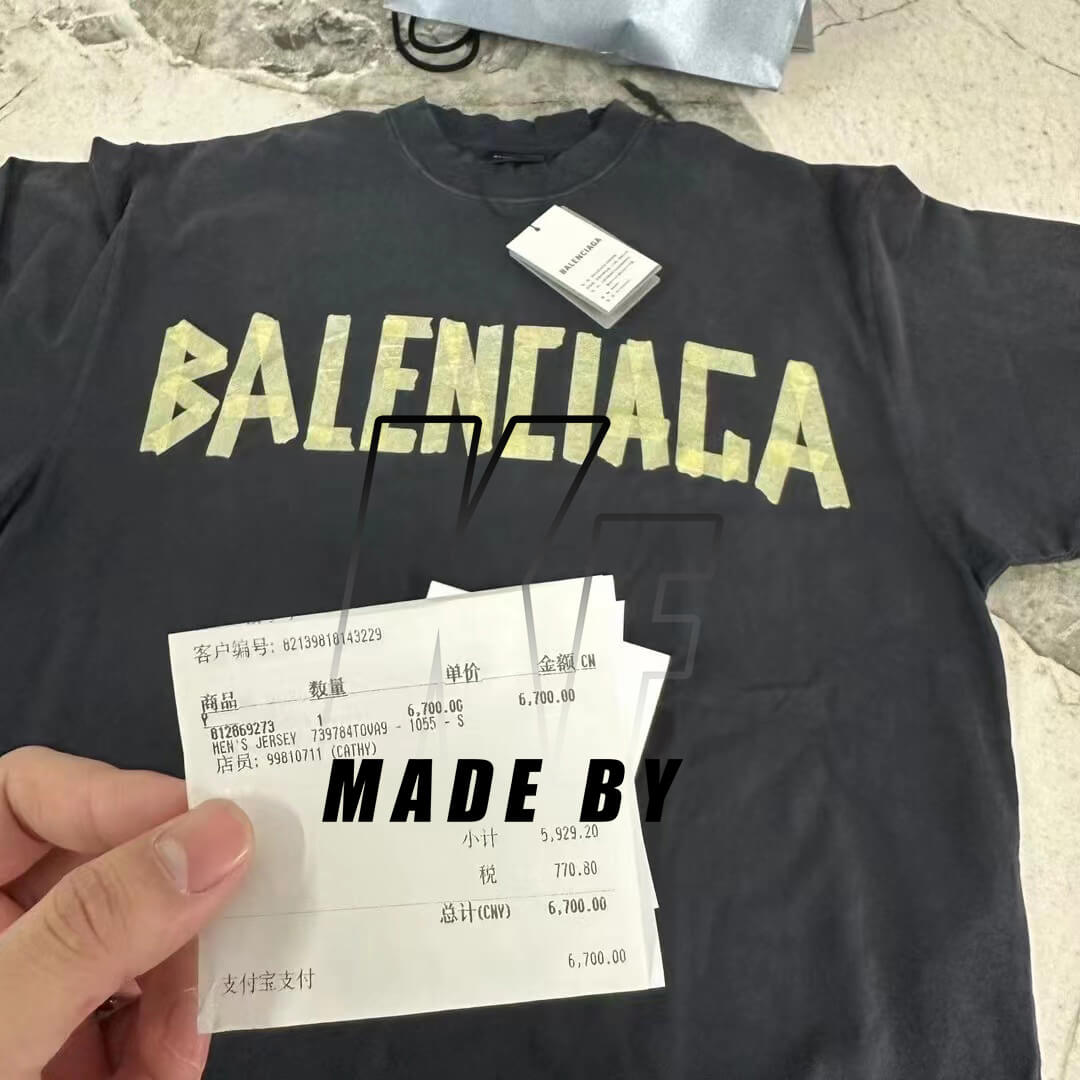 BALENCIAGA
BALENCIAGA
KF
客户编号: 82139818143229
商品 数量 单价 金额 CN
012869273 1 6,700.00 6,700.00
MEN'S JERSEY 739784TOVA9 - 1055 - S
店员: 99810711 (CATHY)
MADE BY
小计 5,929.20
税 770.80
总计(CNY) 6,700.00
6,700.00
支付宝支付